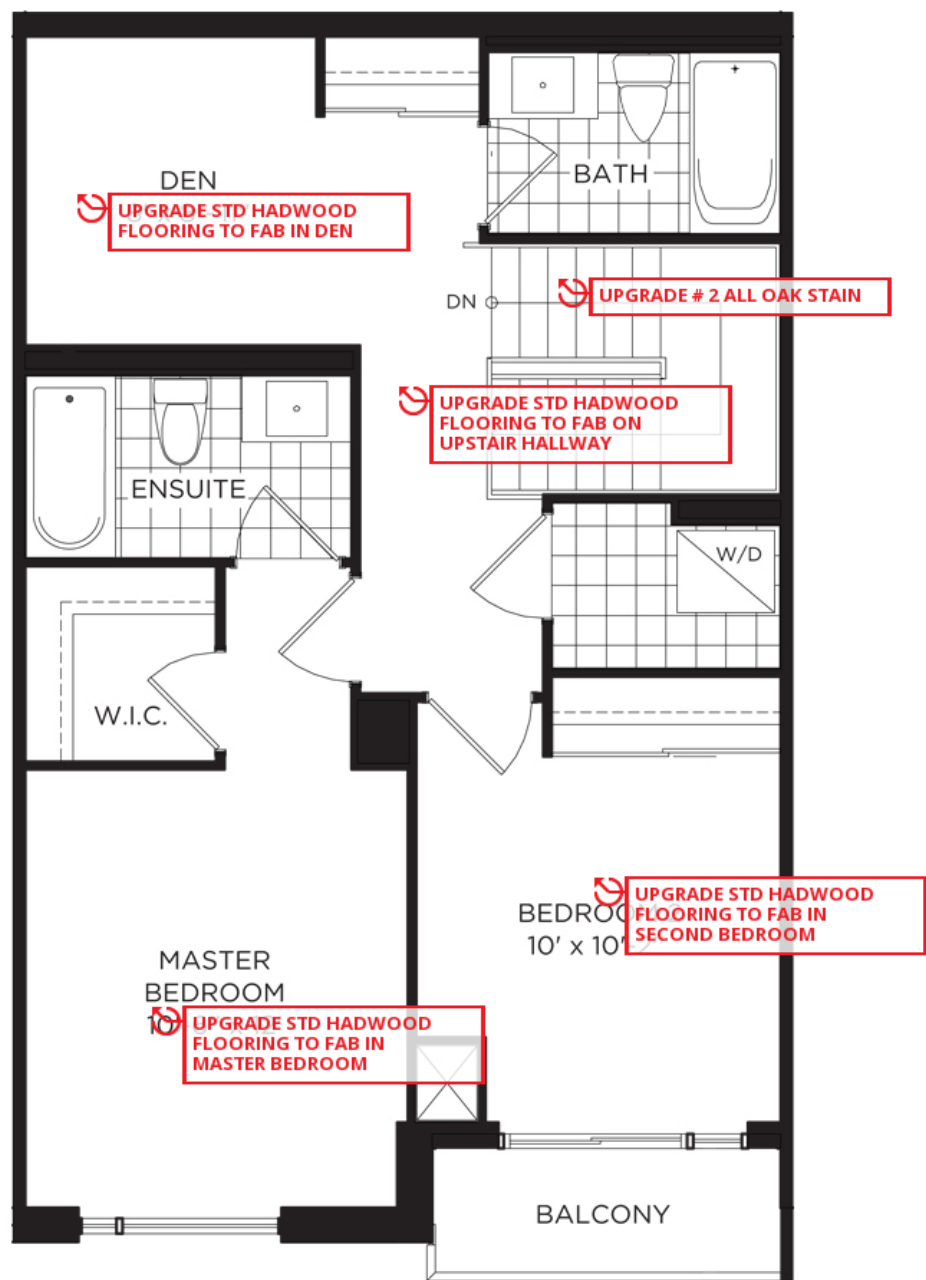 DEN
UPGRADE STD HADWOOD
FLOORING TO FAB IN DEN
BATH
DN
UPGRADE # 2 ALL OAK STAIN
UPGRADE STD HADWOOD
FLOORING TO FAB ON
UPSTAIR HALLWAY
ENSUITE
W/D
W.I.C.
BEDROOM
10' x 10'
UPGRADE STD HADWOOD
FLOORING TO FAB IN
SECOND BEDROOM
MASTER
BEDROOM
UPGRADE STD HADWOOD
FLOORING TO FAB IN
MASTER BEDROOM
BALCONY